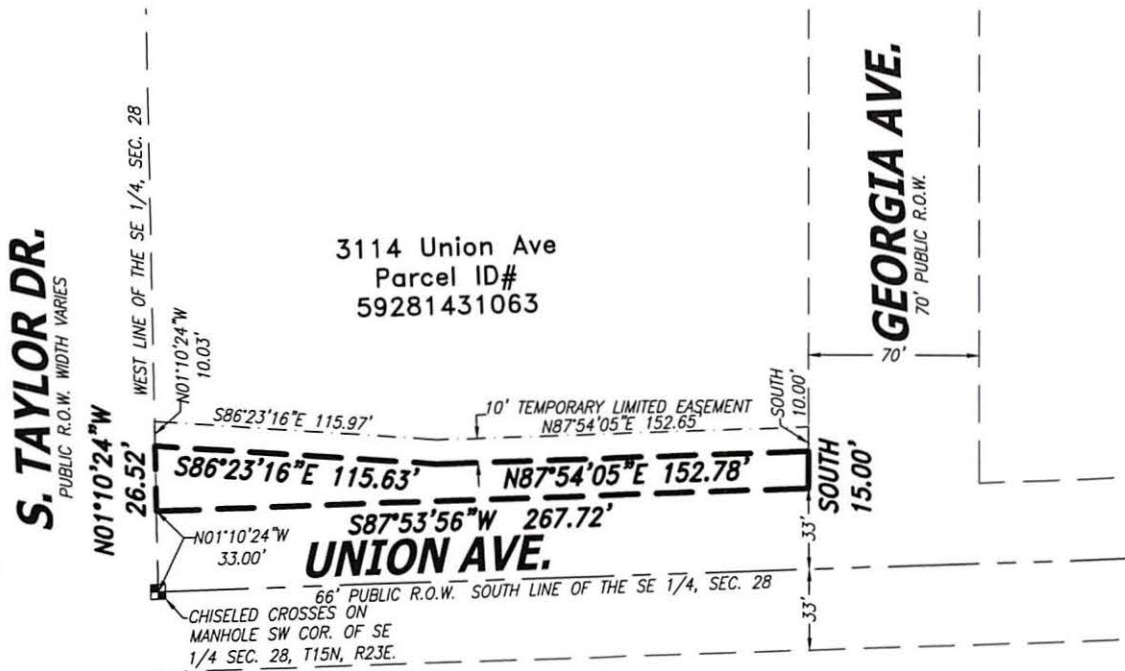 S. TAYLOR DR.
PUBLIC R.O.W. WIDTH VARIES
WEST LINE OF THE SE 1/4, SEC. 28
3114 Union Ave
Parcel ID#
59281431063
GEORGIA AVE.
70' PUBLIC R.O.W.
70'
N01°10'24"W
10.03'
N01°10'24"W
26.52'
S86°23'16"E 115.97'
10' TEMPORARY LIMITED EASEMENT
N87°54'05"E 152.65'
SOUTH
10.00'
S86°23'16"E 115.63'
N87°54'05"E 152.78'
SOUTH
15.00'
S87°53'56"W 267.72'
N01°10'24"W
33.00'
UNION AVE.
66' PUBLIC R.O.W. SOUTH LINE OF THE SE 1/4, SEC. 28
33'
33'
CHISELED CROSSES ON
MANHOLE SW COR. OF SE
1/4 SEC. 28, T15N, R23E.